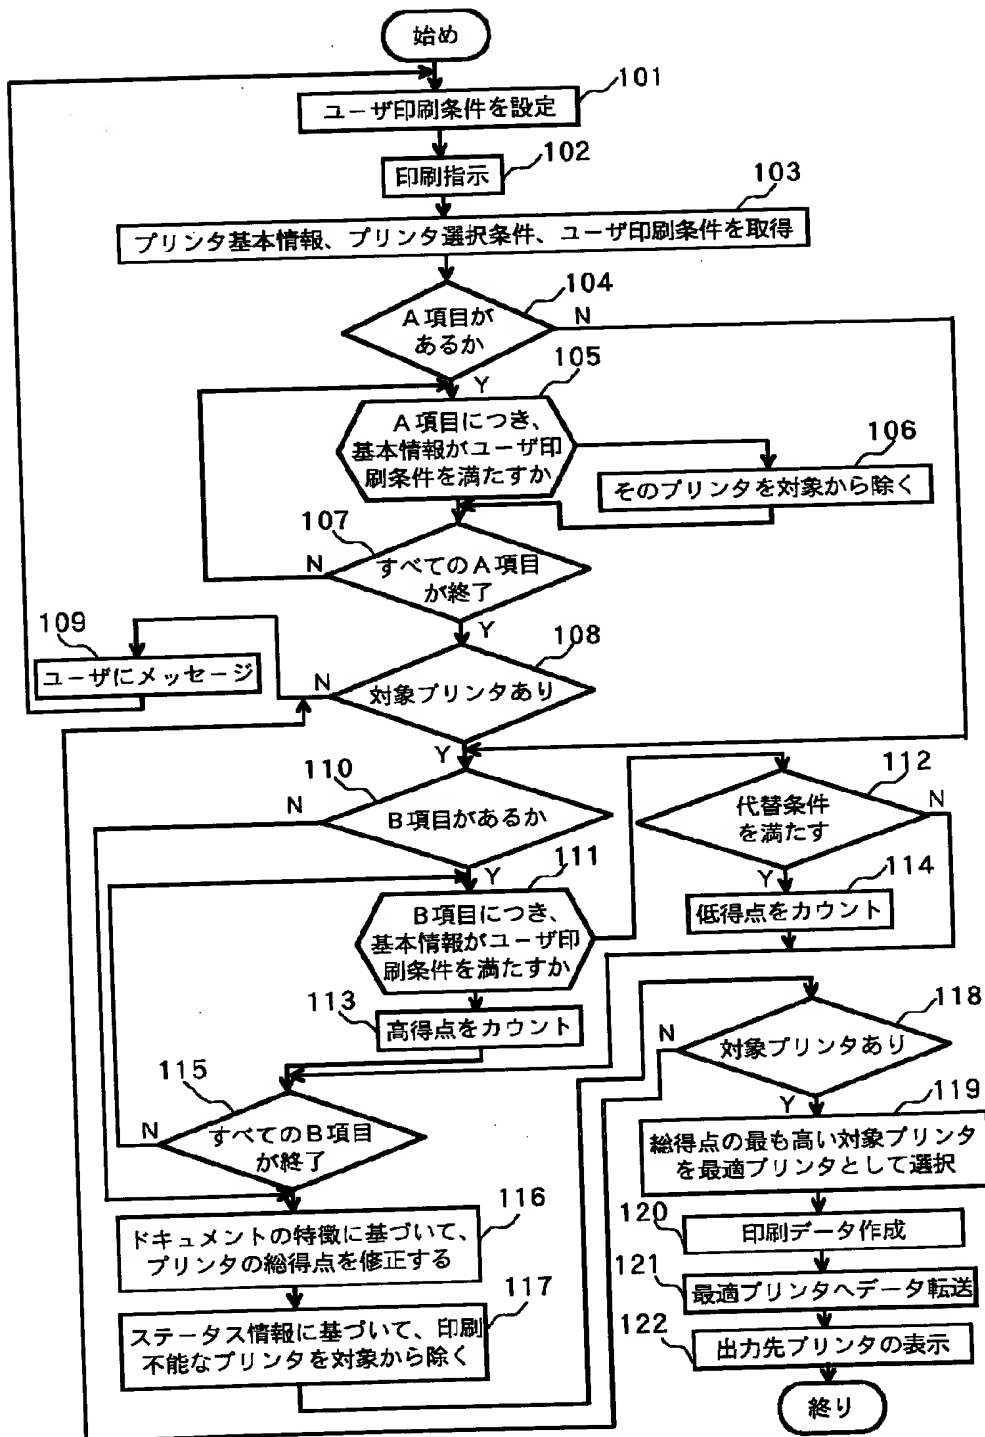 始め
101
ユーザ印刷条件を設定
102
印刷指示
103
プリンタ基本情報、プリンタ選択条件、ユーザ印刷条件を取得
104
A項目が
あるか
N
Y
105
A項目につき、
基本情報がユーザ印
刷条件を満たすか
106
そのプリンタを対象から除く
107
すべてのA項目
が終了
N
Y
108
対象プリンタあり
N
Y
109
ユーザにメッセージ
110
B項目があるか
N
Y
111
B項目につき、
基本情報がユーザ印
刷条件を満たすか
112
代替条件
を満たす
N
Y
113
高得点をカウント
114
低得点をカウント
115
すべてのB項目
が終了
N
116
ドキュメントの特徴に基づいて、
プリンタの総得点を修正する
117
ステータス情報に基づいて、印刷
不能なプリンタを対象から除く
118
対象プリンタあり
N
Y
119
総得点の最も高い対象プリンタ
を最適プリンタとして選択
120
印刷データ作成
121
最適プリンタへデータ転送
122
出力先プリンタの表示
終り